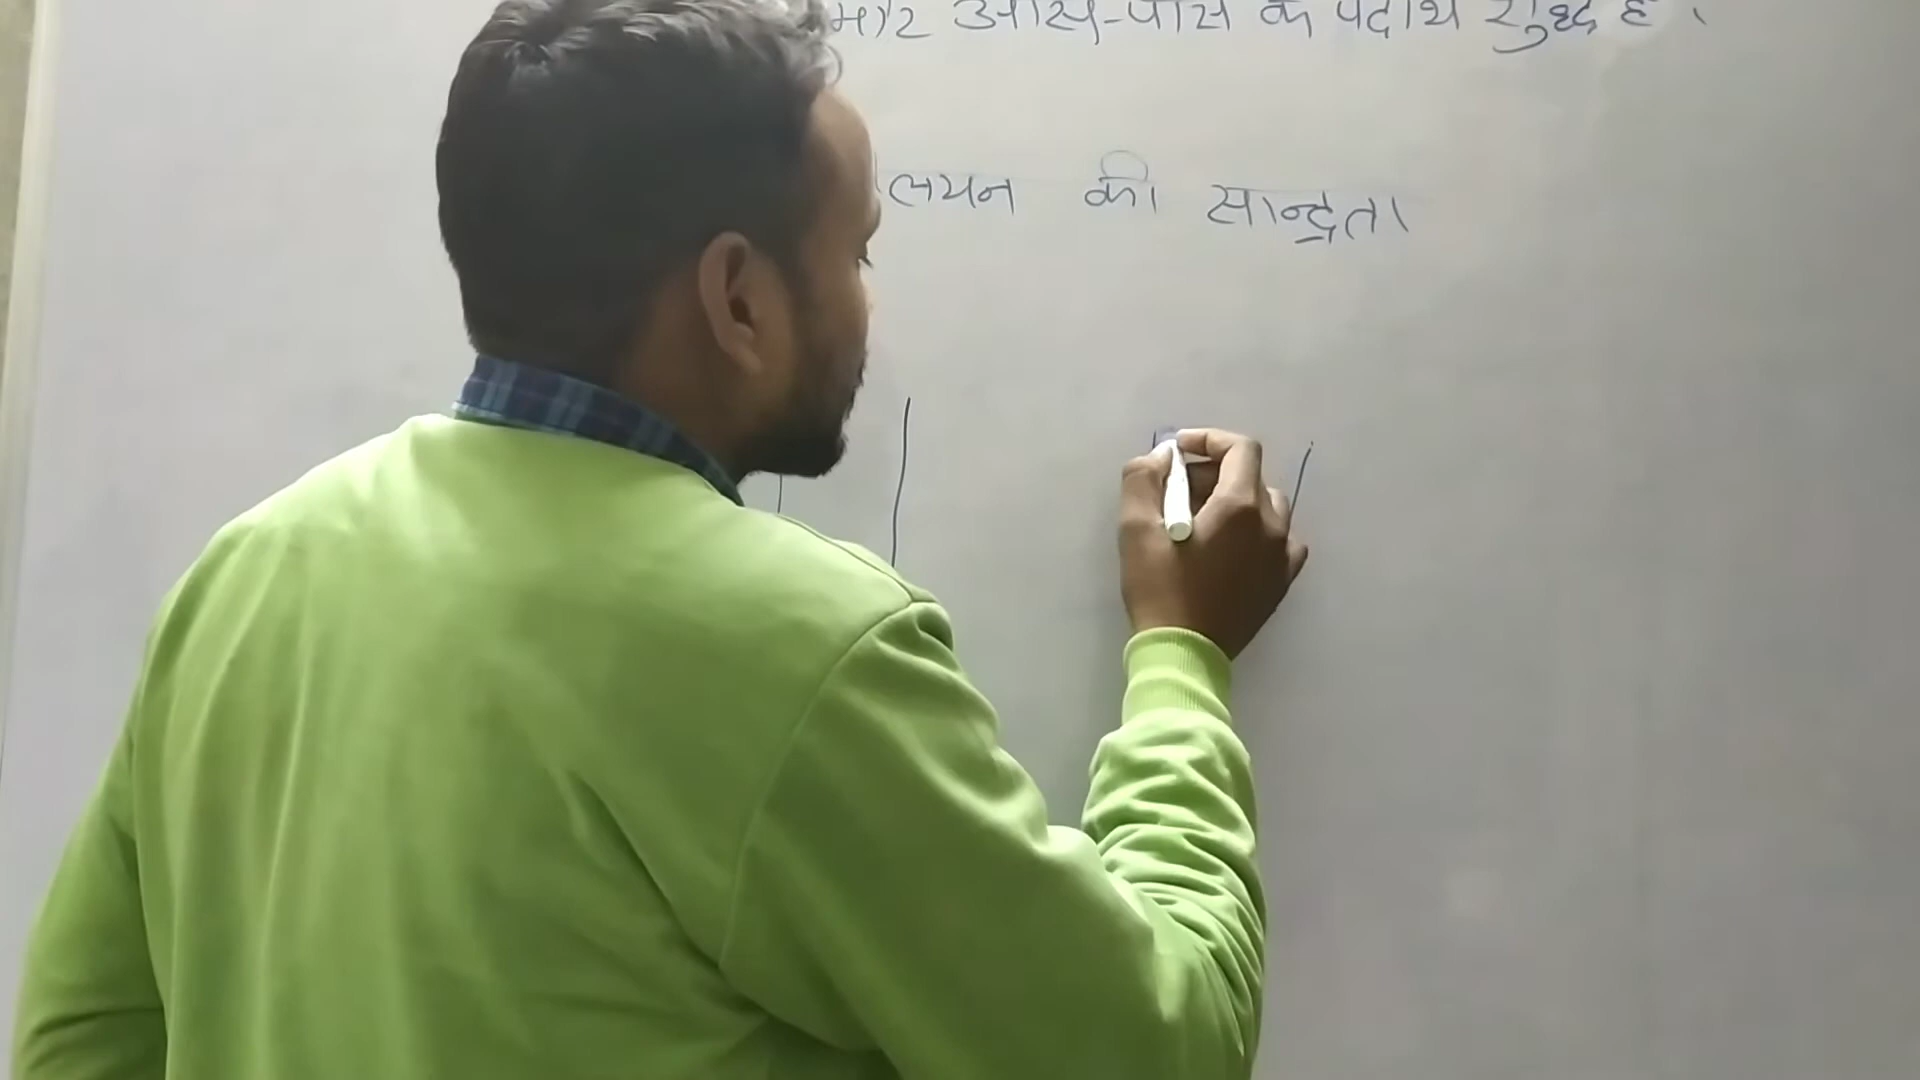 आस-पास के पदार्थ शुद्ध है ।
लयन की सान्द्रता